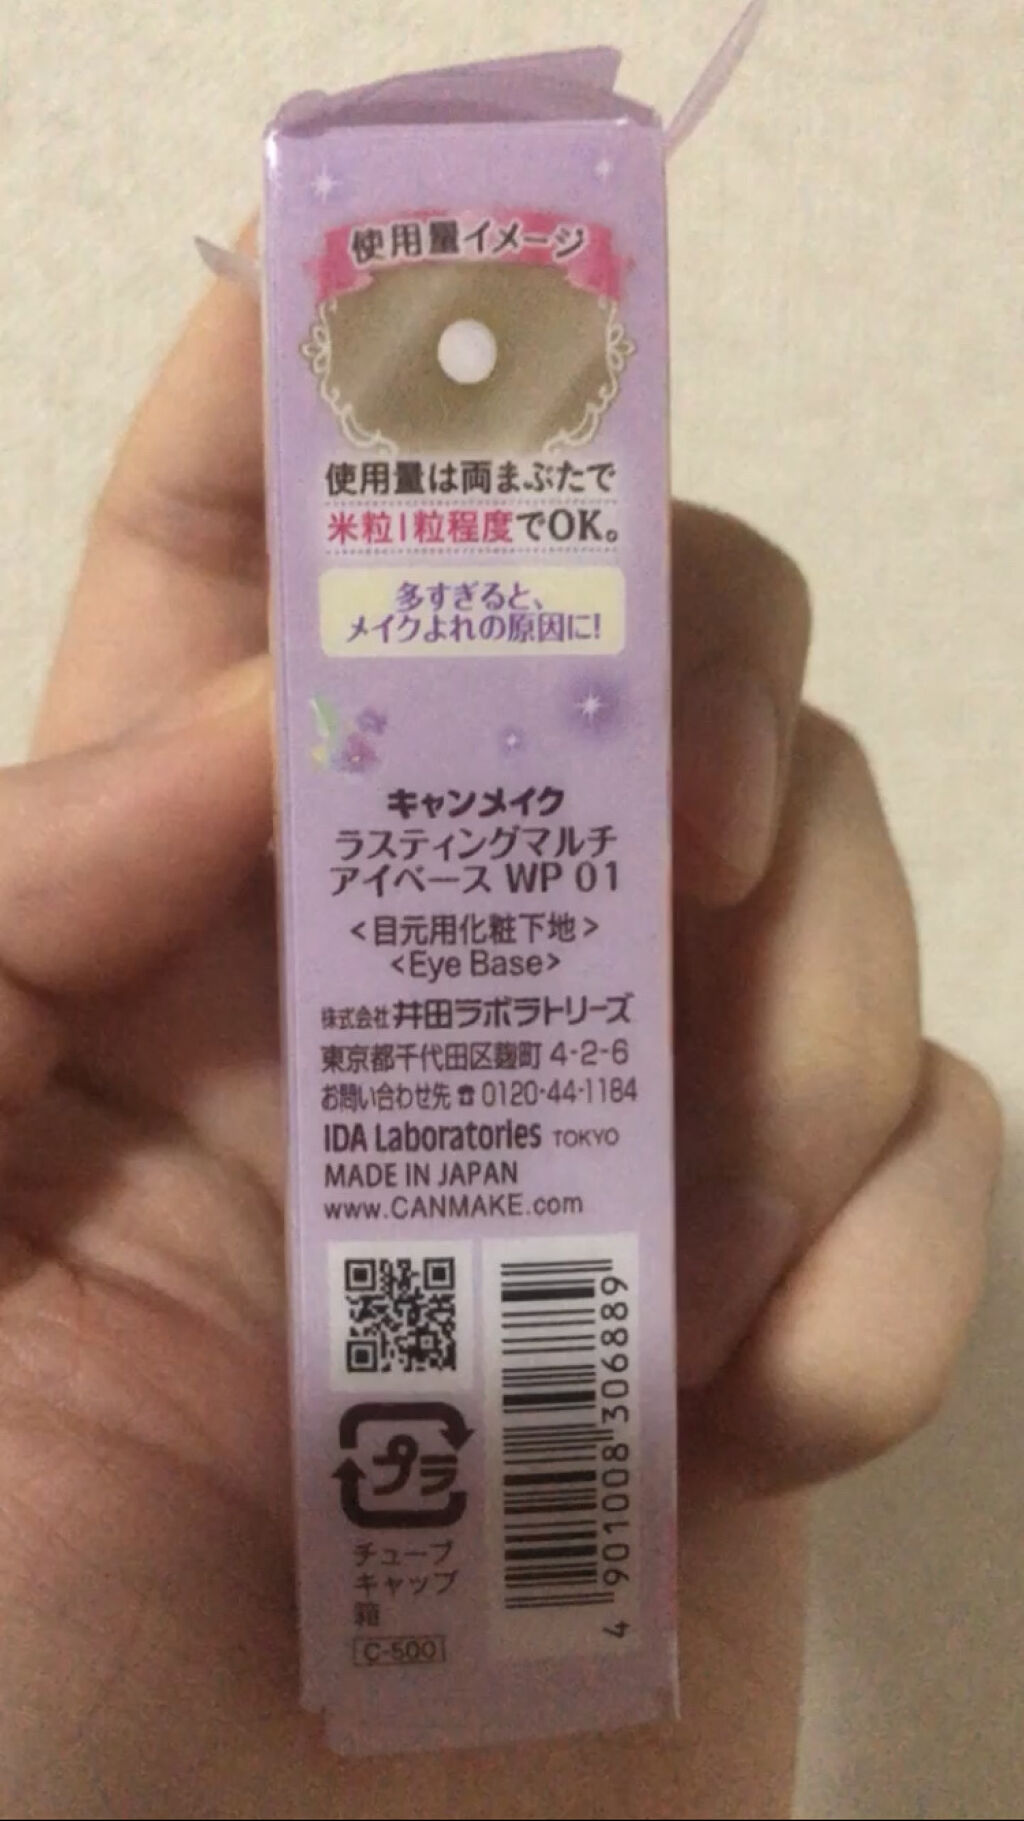 使用量イメージ
使用量は両まぶたで
米粒1粒程度でOK。
多すぎると、
メイクよれの原因に!
キャンメイク
ラスティングマルチ
アイベース WP 01
<目元用化粧下地>
<Eye Base>
株式会社井田ラボラトリーズ
東京都千代田区麹町 4-2-6
お問い合わせ先☎0120-44-1184
IDA Laboratories TOKYO
MADE IN JAPAN
www.CANMAKE.com
プラ
チューブ
キャップ
箱
C-500
4 901008 306889